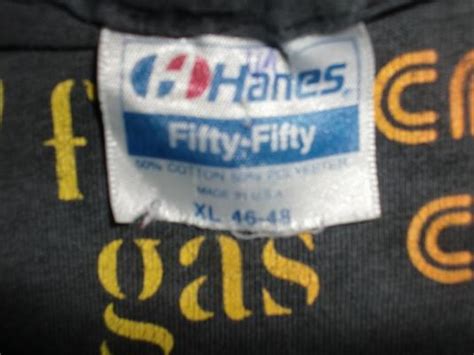 Hanes
Fifty-Fifty
50% COTTON 50% POLYESTER
MADE IN U.S.A.
XL 46-48
f
gas